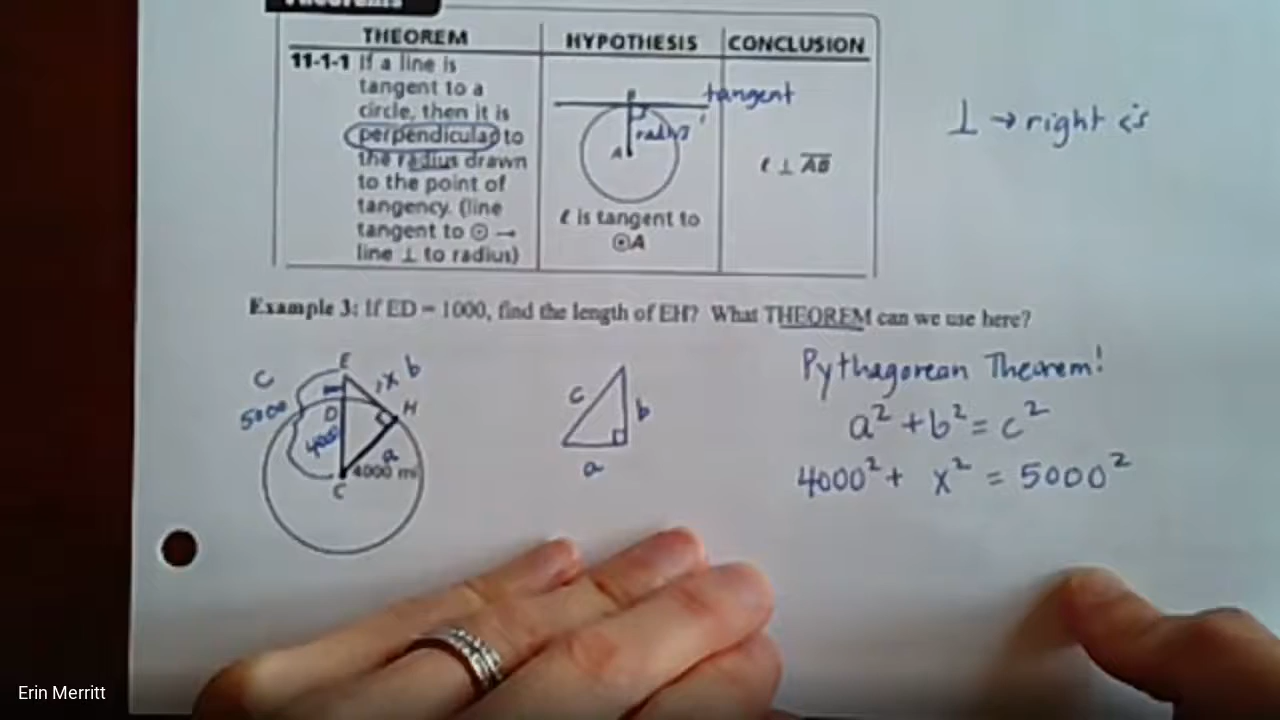 Theorems
THEOREM HYPOTHESIS CONCLUSION
11-1-1 If a line is
tangent to a
circle, then it is
perpendicular to
the radius drawn
to the point of
tangency. (line
tangent to ⊙ →
line ⊥ to radius)
B
tangent
radius
A
ℓ is tangent to
⊙A
ℓ ⊥ AB
⊥ → right ∠s
Example 3: If ED = 1000, find the length of EH? What THEOREM can we use here?
E
c
x b
5000
D
H
4000
a
4000 mi
C
c
b
a
Pythagorean Theorem!
a² + b² = c²
4000² + x² = 5000²
Erin Merritt